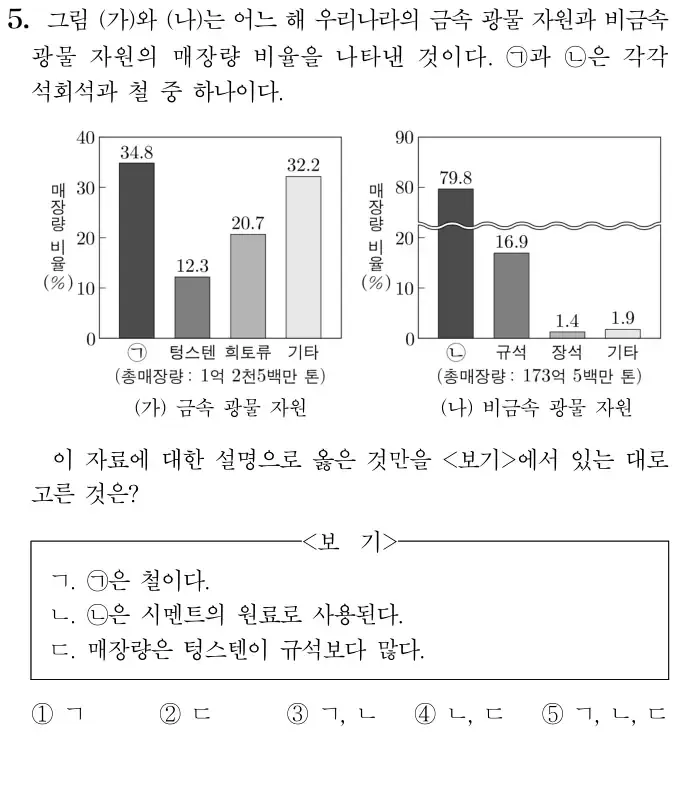 5. 그림 (가)와 (나)는 어느 해 우리나라의 금속 광물 자원과 비금속
광물 자원의 매장량 비율을 나타낸 것이다. ㉠과 ㉡은 각각
석회석과 철 중 하나이다.
매장량 비율(%)
40
30
20
10
0
34.8
12.3
20.7
32.2
㉠ 텅스텐 희토류 기타
(총매장량 : 1억 2천5백만 톤)
(가) 금속 광물 자원
매장량 비율(%)
90
80
20
10
0
79.8
16.9
1.4
1.9
㉡ 규석 장석 기타
(총매장량 : 173억 5백만 톤)
(나) 비금속 광물 자원
이 자료에 대한 설명으로 옳은 것만을 <보기>에서 있는 대로
고른 것은?
<보 기>
ㄱ. ㉠은 철이다.
ㄴ. ㉡은 시멘트의 원료로 사용된다.
ㄷ. 매장량은 텅스텐이 규석보다 많다.
① ㄱ ② ㄷ ③ ㄱ, ㄴ ④ ㄴ, ㄷ ⑤ ㄱ, ㄴ, ㄷ